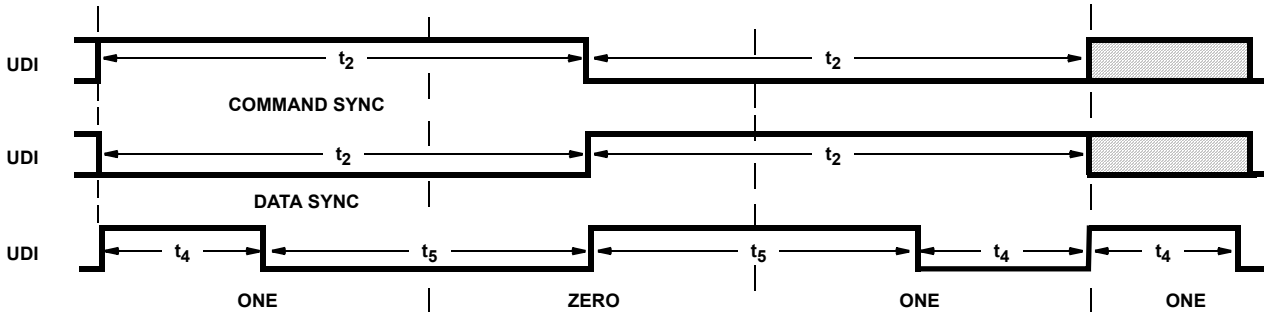 UDI t2 t2
COMMAND SYNC
UDI t2 t2
DATA SYNC
UDI t4 t5 t5 t4 t4
ONE ZERO ONE ONE